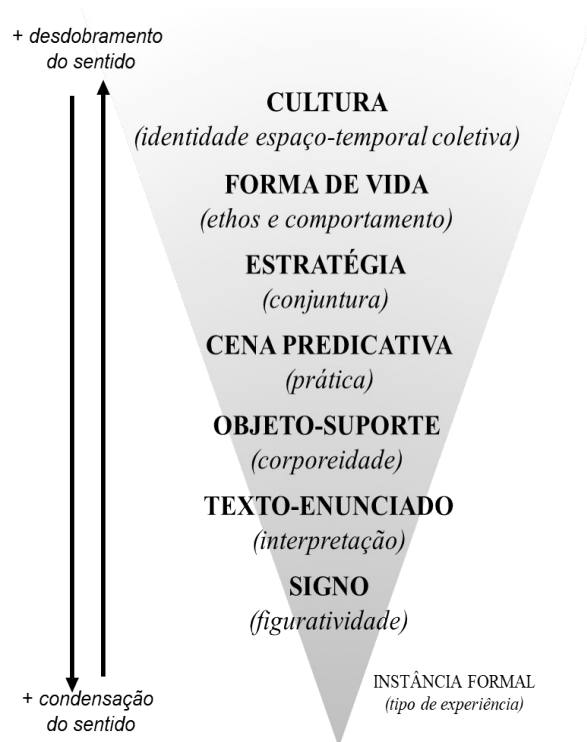 + desdobramento
do sentido
CULTURA
(identidade espaço-temporal coletiva)
FORMA DE VIDA
(ethos e comportamento)
ESTRATÉGIA
(conjuntura)
CENA PREDICATIVA
(prática)
OBJETO-SUPORTE
(corporeidade)
TEXTO-ENUNCIADO
(interpretação)
SIGNO
(figuratividade)
+ condensação
do sentido
INSTÂNCIA FORMAL
(tipo de experiência)